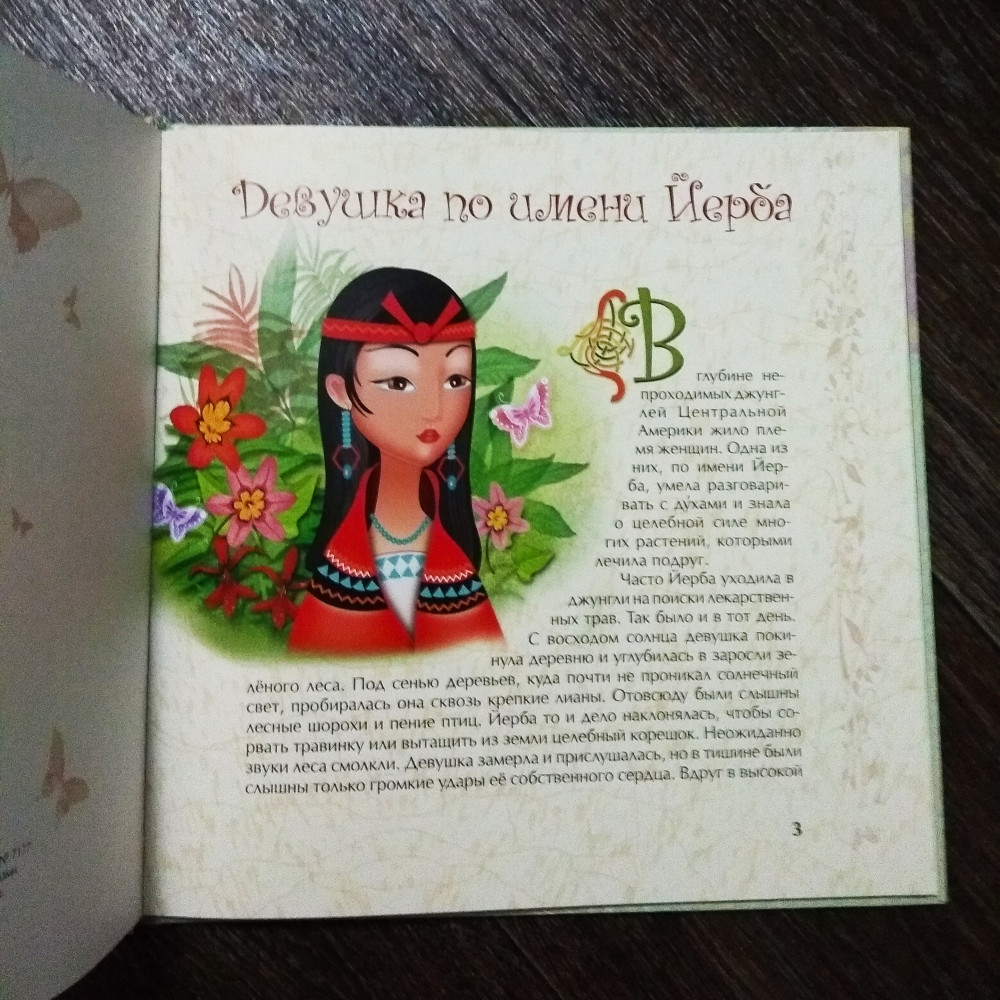 Девушка по имени Йерба
В
глубине не-
проходимых джунг-
лей Центральной
Америки жило пле-
мя женщин. Одна из
них, по имени Йер-
ба, умела разговари-
вать с ду́хами и знала
о целебной силе мно-
гих растений, которыми
лечила подруг.
Часто Йерба уходила в
джунгли на поиски лекарствен-
ных трав. Так было и в тот день.
С восходом солнца девушка поки-
нула деревню и углубилась в заросли зе-
лёного леса. Под сенью деревьев, куда почти не проникал солнечный
свет, пробиралась она сквозь крепкие лианы. Отовсюду были слышны
лесные шорохи и пение птиц. Йерба то и дело наклонялась, чтобы со-
рвать травинку или вытащить из земли целебный корешок. Неожиданно
звуки леса смолкли. Девушка замерла и прислушалась, но в тишине были
слышны только громкие удары её собственного сердца. Вдруг в высокой
3